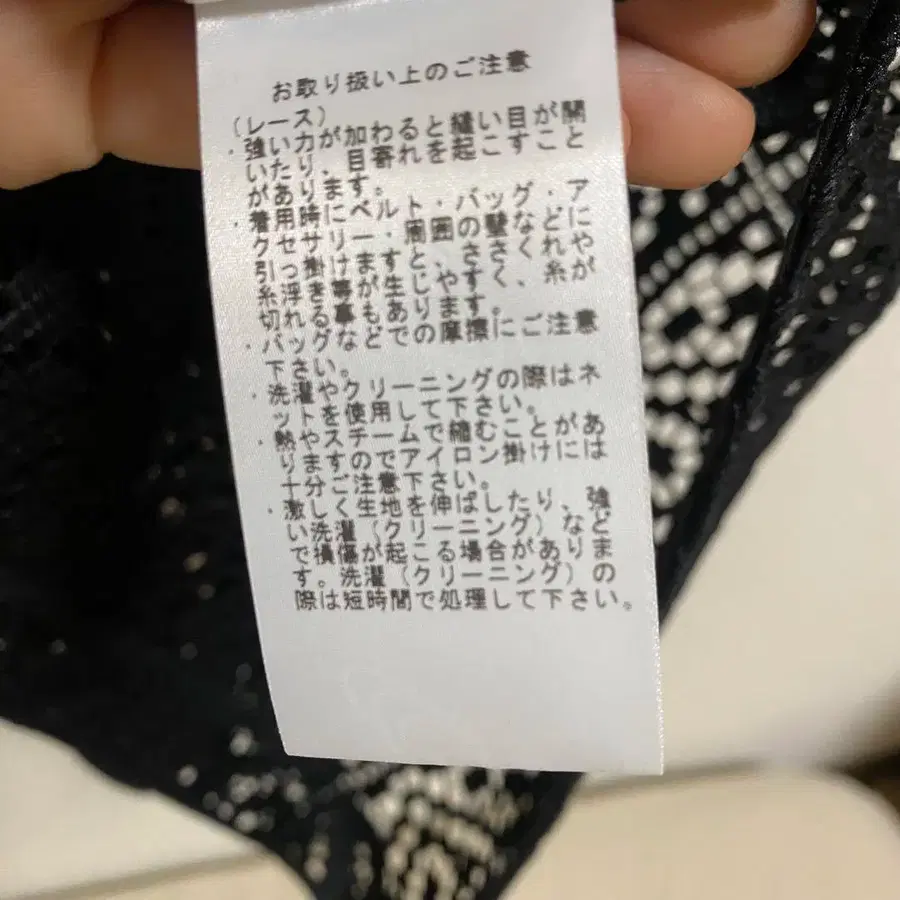 お取り扱い上のご注意
(レース)
・強い力が加わると縫い目が開
いたり、目寄れを起こすこと
があります。
・着用時にベルト・バッグ・ア
クセサリー・周囲の壁などに
引っ掛けますと、ささくれや
糸浮き等が生じやすく、糸が
切れる事もあります。
・バッグなどでの摩擦にご注意
下さい。
・洗濯やクリーニングの際はネ
ットを使用して下さい。
・熱やスチームで縮むことがあ
りますのでアイロン掛けには
十分ご注意下さい。
・激しく生地を伸ばしたり、強
い洗濯(クリーニング)など
で損傷が起こる場合がありま
す。洗濯(クリーニング)の
際は短時間で処理して下さい。